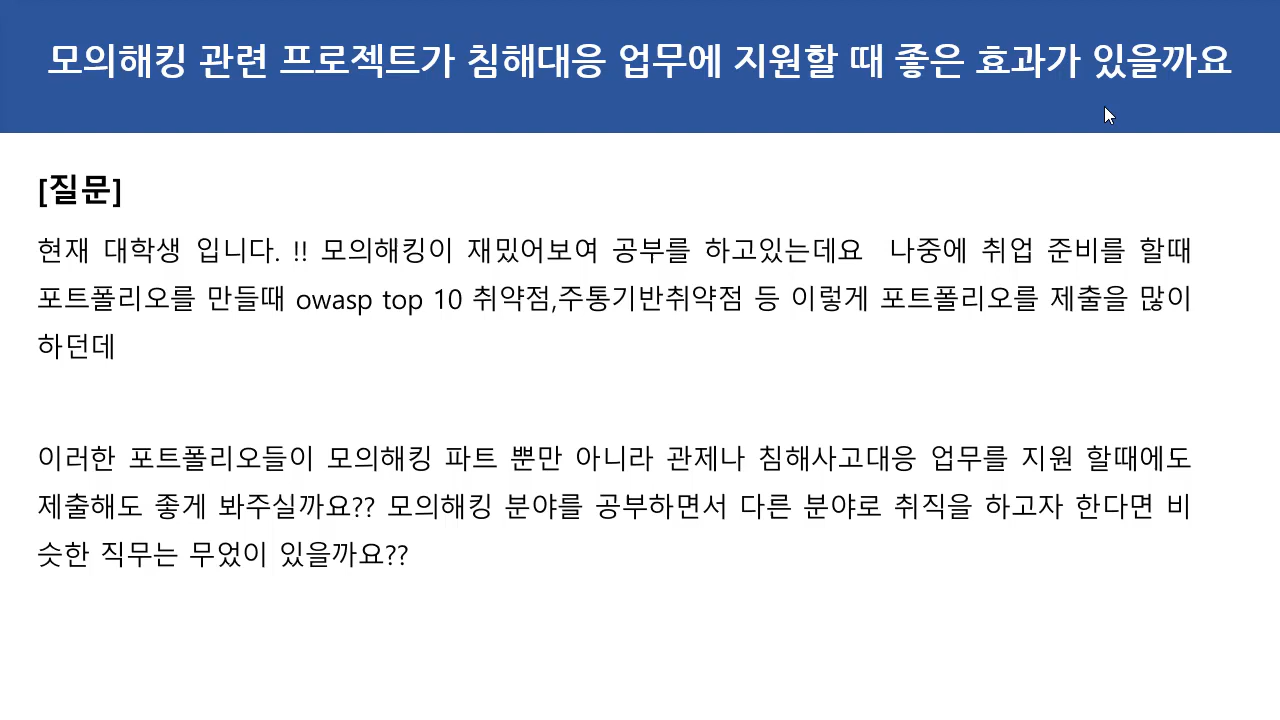 모의해킹 관련 프로젝트가 침해대응 업무에 지원할 때 좋은 효과가 있을까요
[질문]
현재 대학생 입니다. !! 모의해킹이 재밌어보여 공부를 하고있는데요 나중에 취업 준비를 할때
포트폴리오를 만들때 owasp top 10 취약점,주통기반취약점 등 이렇게 포트폴리오를 제출을 많이
하던데
이러한 포트폴리오들이 모의해킹 파트 뿐만 아니라 관제나 침해사고대응 업무를 지원 할때에도
제출해도 좋게 봐주실까요?? 모의해킹 분야를 공부하면서 다른 분야로 취직을 하고자 한다면 비
슷한 직무는 무엇이 있을까요??